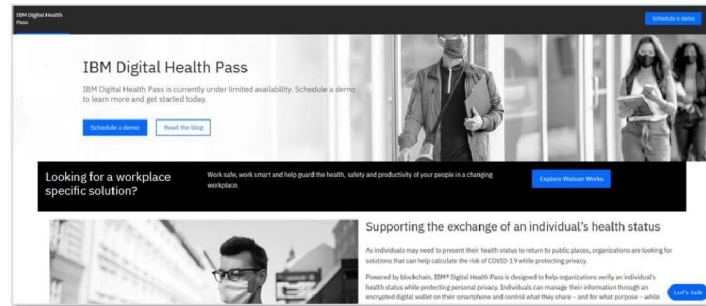 IBM Digital Health
Pass
Schedule a demo
IBM Digital Health Pass
IBM Digital Health Pass is currently under limited availability. Schedule a demo
to learn more and get started today.
Schedule a demo
Read the blog
Looking for a workplace
specific solution?
Work safe, work smart and help guard the health, safety and productivity of your people in a changing
workplace.
Explore Watson Works
Supporting the exchange of an individual's health status
As individuals may need to present their health status to return to public places, organizations are looking for
solutions that can help calculate the risk of COVID-19 while protecting privacy.
Powered by blockchain, IBM® Digital Health Pass is designed to help organizations verify an individual's
health status while protecting personal privacy. Individuals can manage their information through an
encrypted digital wallet on their smartphone and control what they share – and for what purpose – while
Let's talk